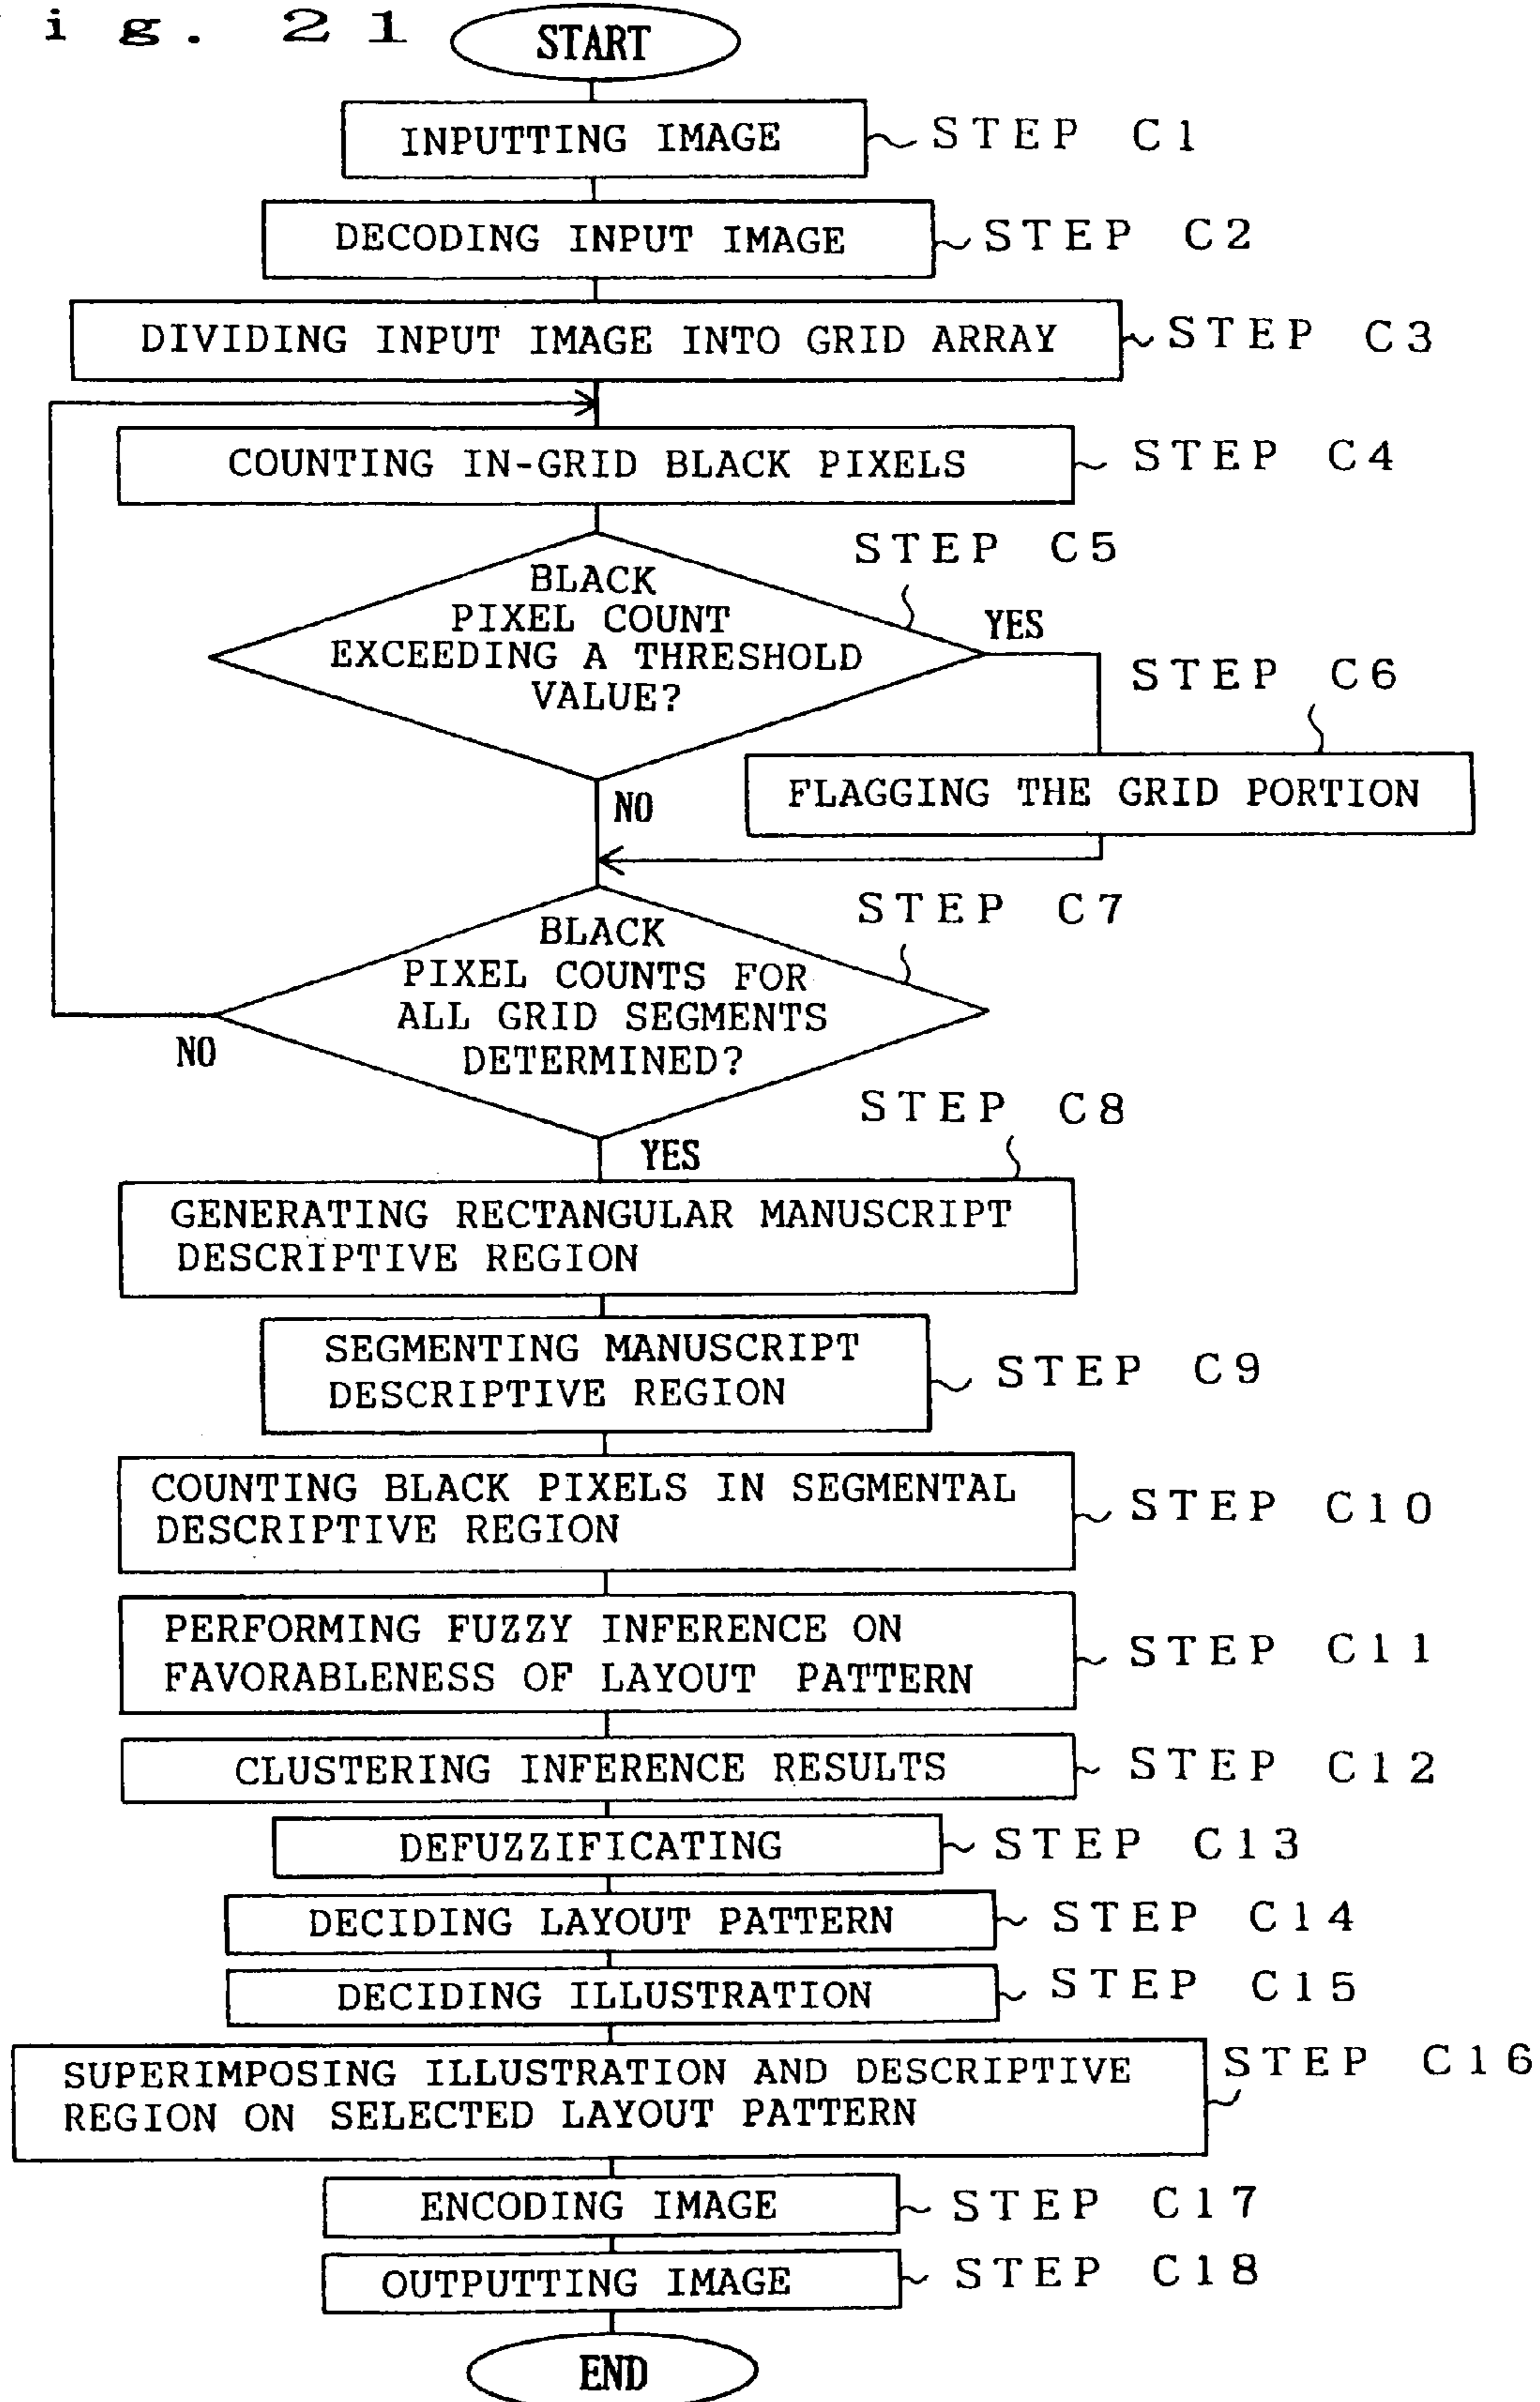 i g. 21
START
INPUTTING IMAGE
STEP C1
DECODING INPUT IMAGE
STEP C2
DIVIDING INPUT IMAGE INTO GRID ARRAY
STEP C3
COUNTING IN-GRID BLACK PIXELS
STEP C4
STEP C5
BLACK
PIXEL COUNT
EXCEEDING A THRESHOLD
VALUE?
YES
STEP C6
FLAGGING THE GRID PORTION
NO
STEP C7
BLACK
PIXEL COUNTS FOR
ALL GRID SEGMENTS
DETERMINED?
NO
STEP C8
YES
GENERATING RECTANGULAR MANUSCRIPT
DESCRIPTIVE REGION
SEGMENTING MANUSCRIPT
DESCRIPTIVE REGION
STEP C9
COUNTING BLACK PIXELS IN SEGMENTAL
DESCRIPTIVE REGION
STEP C10
PERFORMING FUZZY INFERENCE ON
FAVORABLENESS OF LAYOUT PATTERN
STEP C11
CLUSTERING INFERENCE RESULTS
STEP C12
DEFUZZIFICATING
STEP C13
DECIDING LAYOUT PATTERN
STEP C14
DECIDING ILLUSTRATION
STEP C15
SUPERIMPOSING ILLUSTRATION AND DESCRIPTIVE
REGION ON SELECTED LAYOUT PATTERN
STEP C16
ENCODING IMAGE
STEP C17
OUTPUTTING IMAGE
STEP C18
END